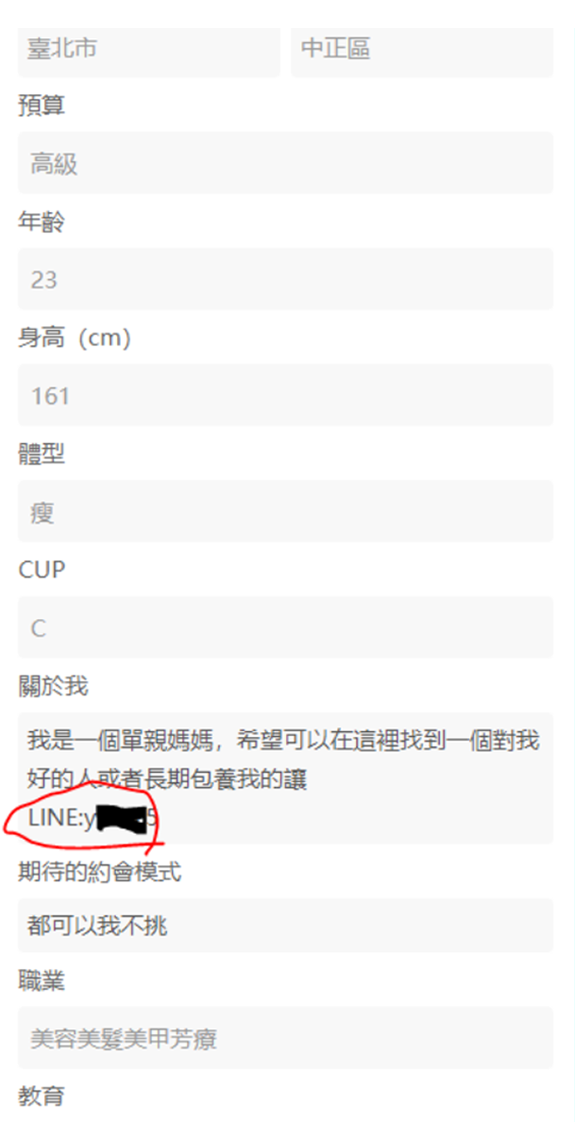 臺北市 中正區
預算
高級
年齡
23
身高（cm）
161
體型
瘦
CUP
C
關於我
我是一個單親媽媽，希望可以在這裡找到一個對我
好的人或者長期包養我的讓
LINE:y 5
期待的約會模式
都可以我不挑
職業
美容美髮美甲芳療
教育